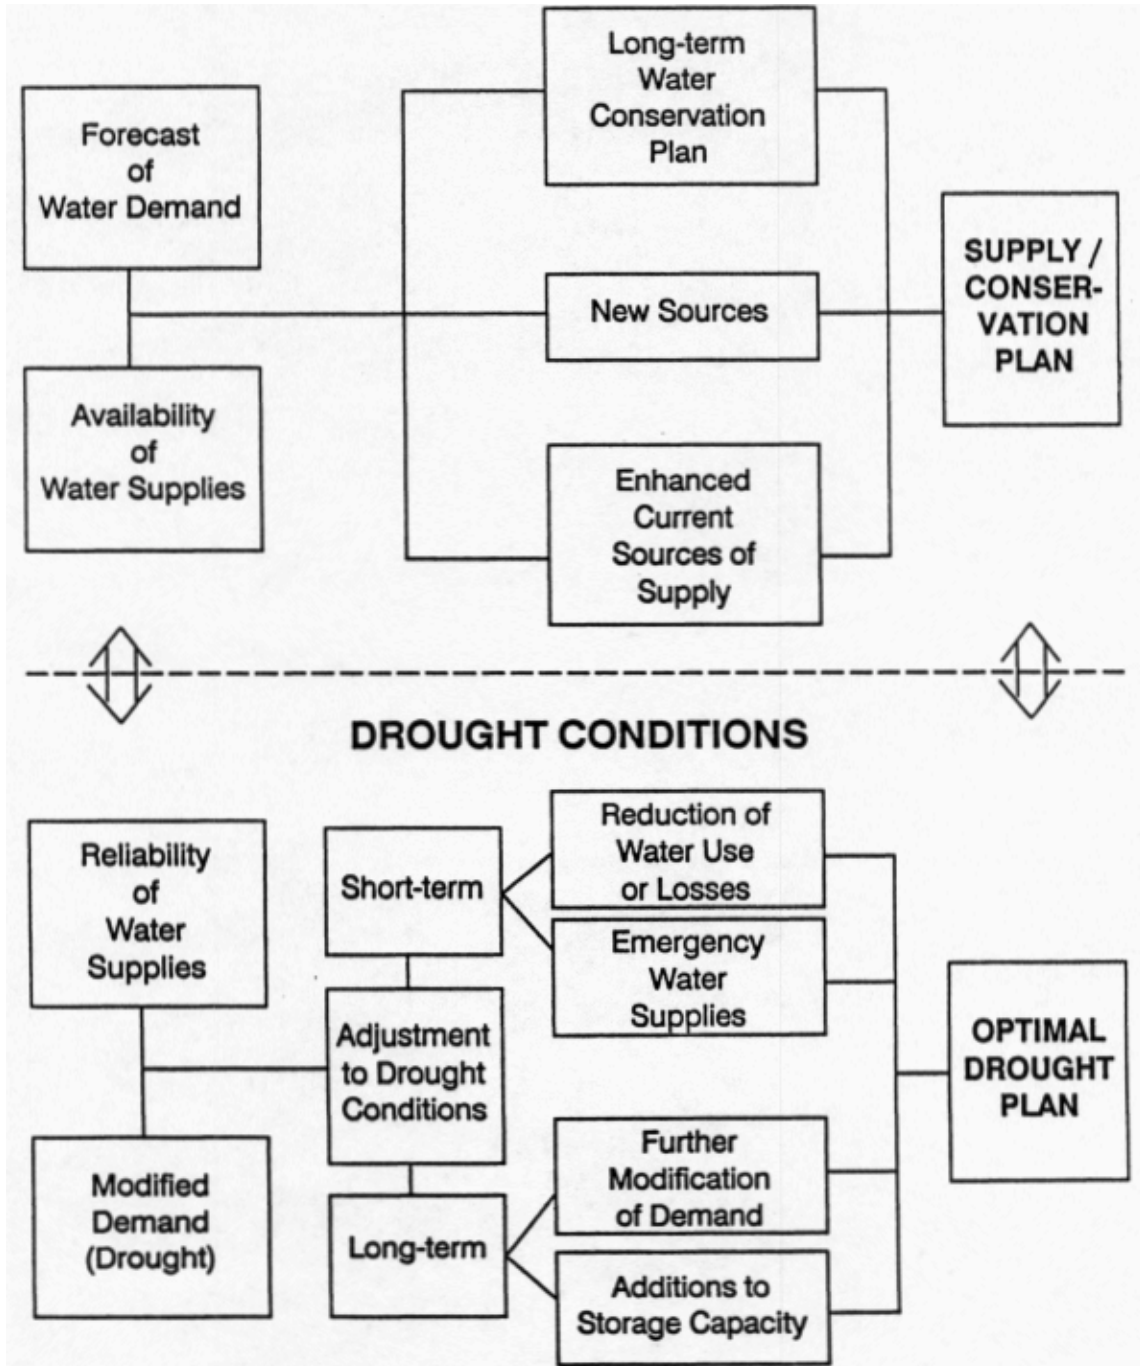 Forecast
of
Water Demand
Availability
of
Water Supplies
Long-term
Water
Conservation
Plan
New Sources
Enhanced
Current
Sources of
Supply
SUPPLY /
CONSER-
VATION
PLAN
DROUGHT CONDITIONS
Reliability
of
Water
Supplies
Modified
Demand
(Drought)
Short-term
Adjustment
to Drought
Conditions
Long-term
Reduction of
Water Use
or Losses
Emergency
Water
Supplies
Further
Modification
of Demand
Additions to
Storage Capacity
OPTIMAL
DROUGHT
PLAN